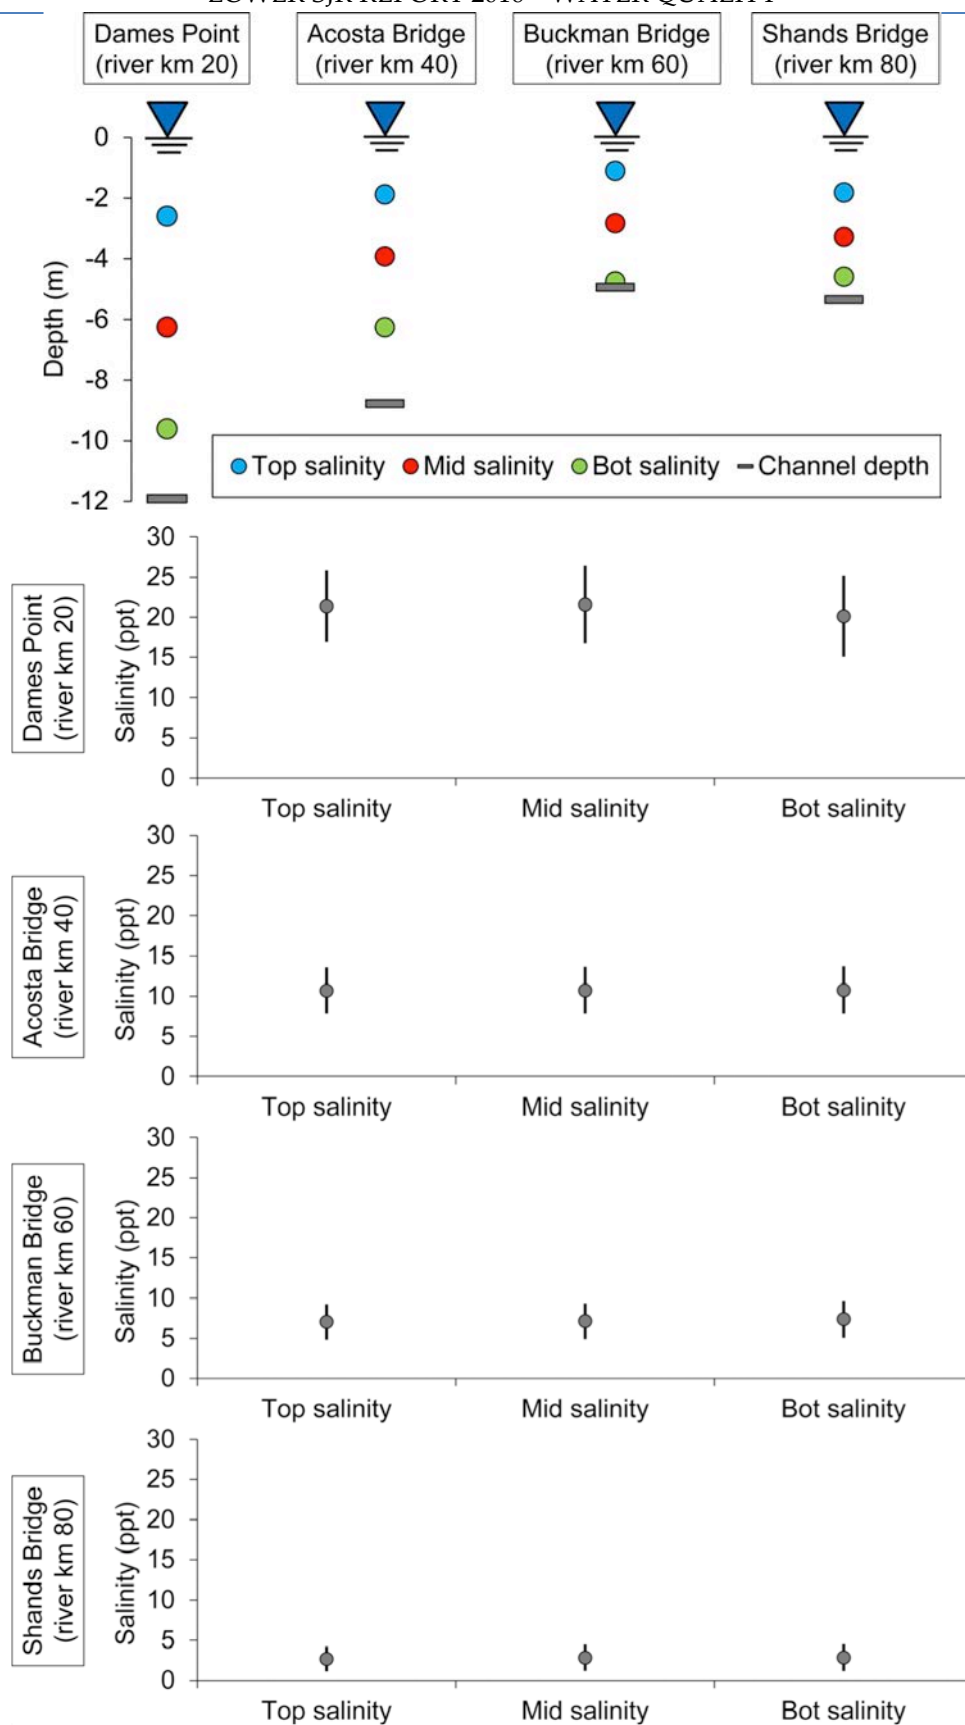 Dames Point
(river km 20)
Acosta Bridge
(river km 40)
Buckman Bridge
(river km 60)
Shands Bridge
(river km 80)
Depth (m)
0
-2
-4
-6
-8
-10
-12
Top salinity Mid salinity Bot salinity Channel depth
Dames Point
(river km 20)
Salinity (ppt)
30
25
20
15
10
5
0
Top salinity Mid salinity Bot salinity
Acosta Bridge
(river km 40)
Salinity (ppt)
30
25
20
15
10
5
0
Top salinity Mid salinity Bot salinity
Buckman Bridge
(river km 60)
Salinity (ppt)
30
25
20
15
10
5
0
Top salinity Mid salinity Bot salinity
Shands Bridge
(river km 80)
Salinity (ppt)
30
25
20
15
10
5
0
Top salinity Mid salinity Bot salinity